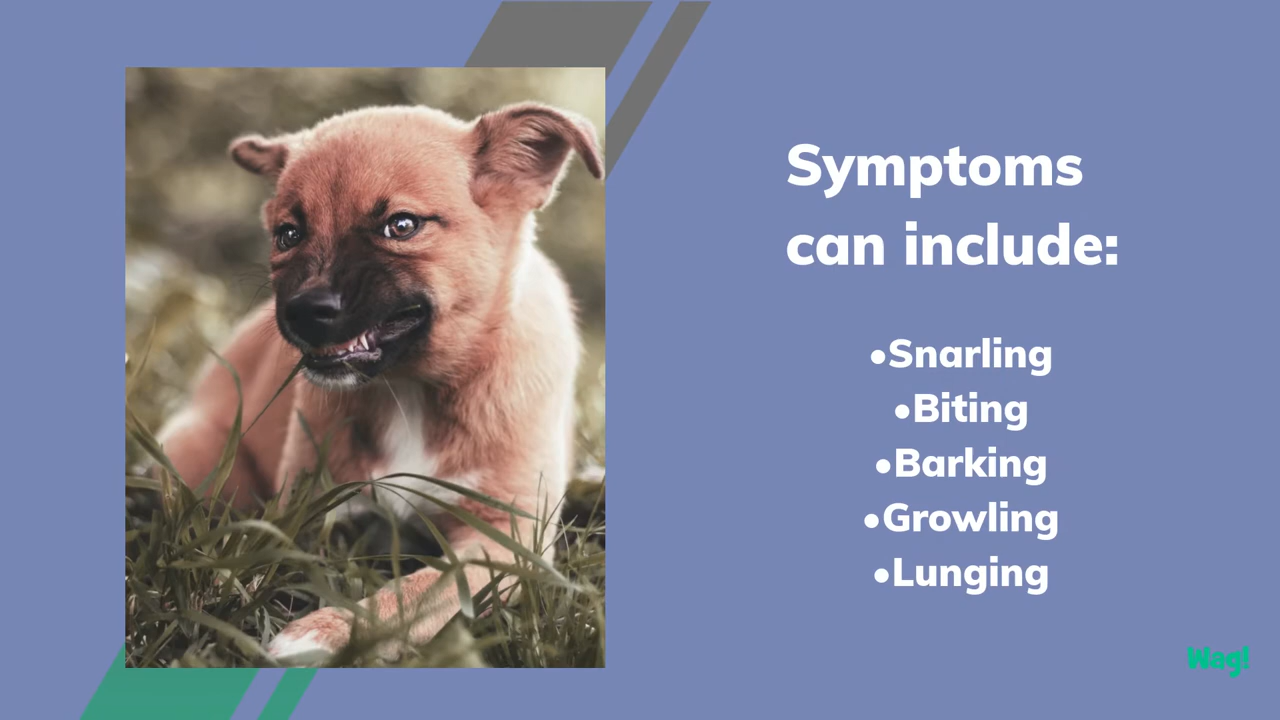 Symptoms
can include:
•Snarling
•Biting
•Barking
•Growling
•Lunging
Wag!